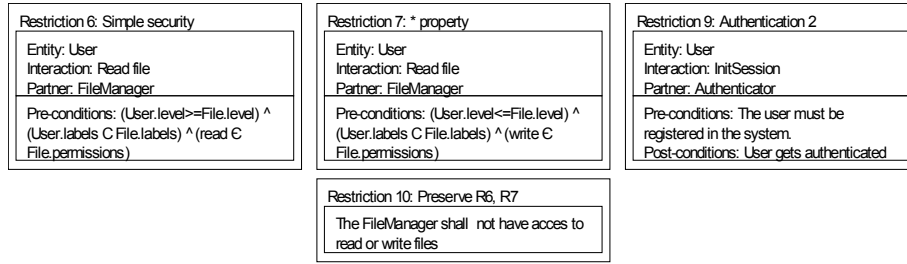 Restriction 6: Simple security
Entity: User
Interaction: Read file
Partner: FileManager
Pre-conditions: (User.level>=File.level) ^
(User.labels C File.labels) ^ (read Є
File.permissions)
Restriction 7: * property
Entity: User
Interaction: Read file
Partner: FileManager
Pre-conditions: (User.level<=File.level) ^
(User.labels C File.labels) ^ (write Є
File.permissions)
Restriction 9: Authentication 2
Entity: User
Interaction: InitSession
Partner: Authenticator
Pre-conditions: The user must be
registered in the system.
Post-conditions: User gets authenticated
Restriction 10: Preserve R6, R7
The FileManager shall not have acces to
read or write files